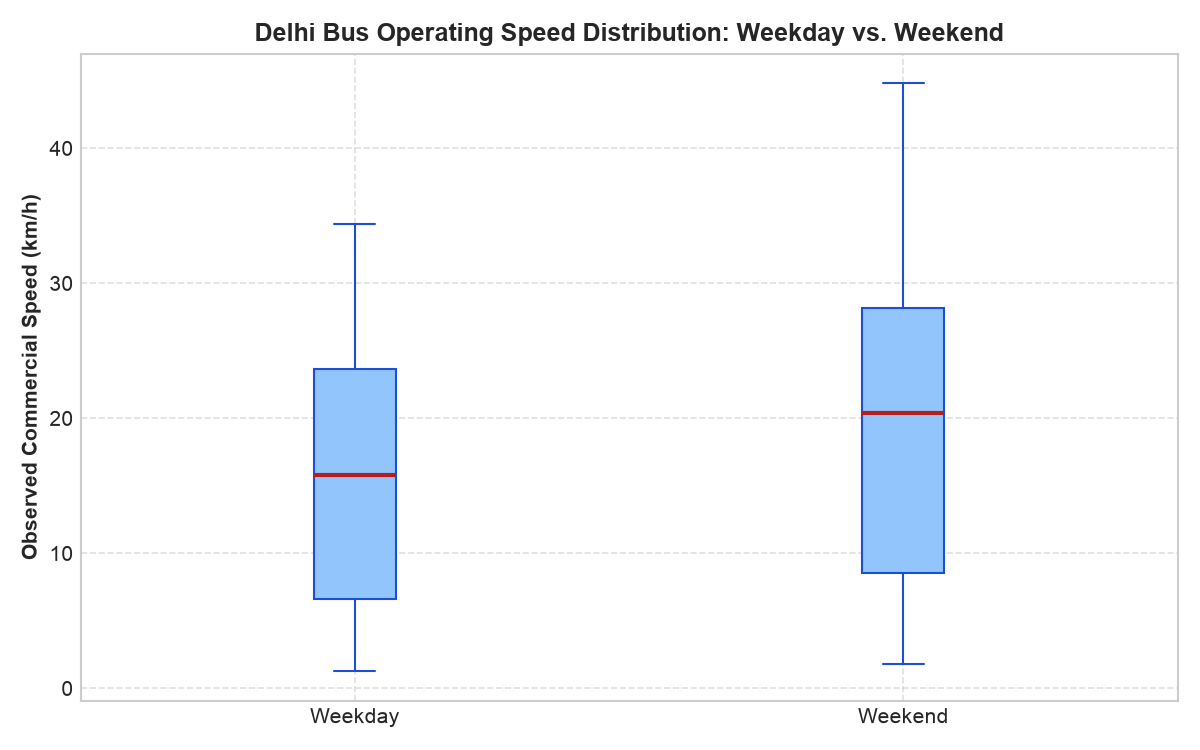 Delhi Bus Operating Speed Distribution: Weekday vs. Weekend
Observed Commercial Speed (km/h)
40
30
20
10
0
Weekday
Weekend